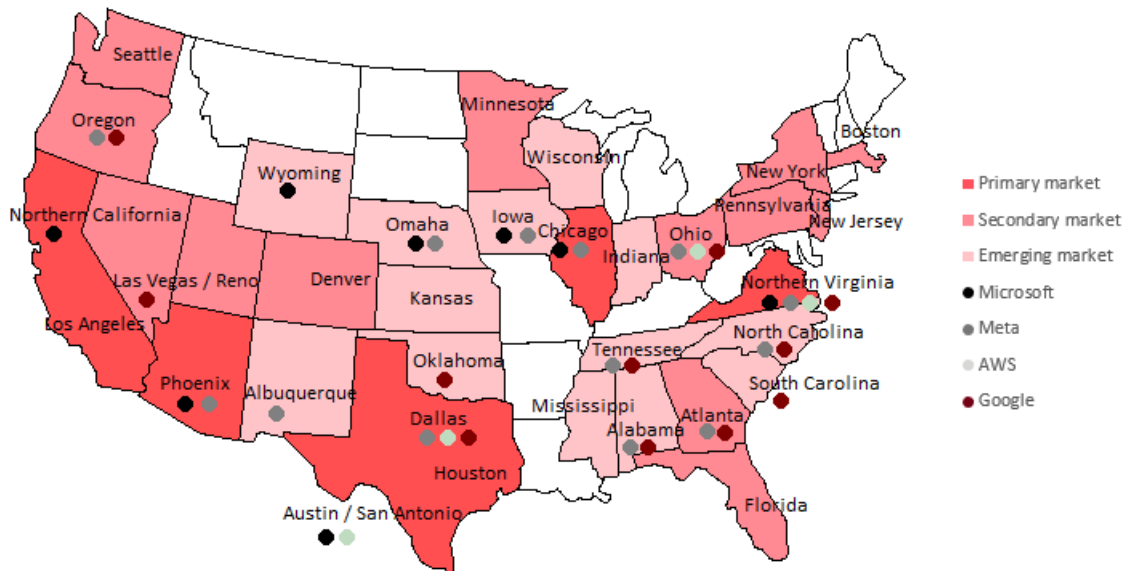 Seattle
Minnesota
Oregon
Boston
Wisconsin
Wyoming
New York
Primary market
Pennsylvania
Northern California
Omaha
Iowa
Chicago
Ohio
New Jersey
Secondary market
Indiana
Emerging market
Las Vegas / Reno
Denver
Northern Virginia
Microsoft
Kansas
Los Angeles
Meta
North Carolina
Tennessee
Oklahoma
AWS
Phoenix
Albuquerque
South Carolina
Google
Mississippi
Dallas
Atlanta
Alabama
Houston
Florida
Austin / San Antonio